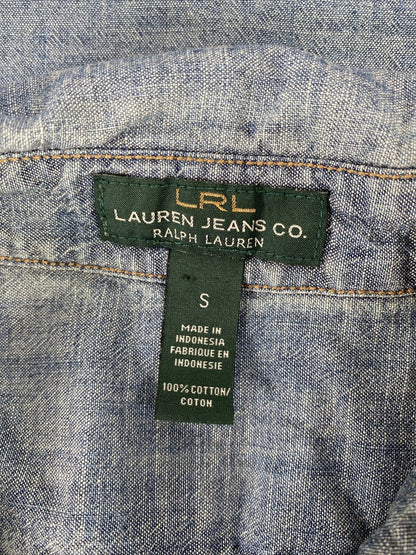 LRL
LAUREN JEANS CO.
RALPH LAUREN
S
MADE IN
INDONESIA
FABRIQUE EN
INDONESIE
100% COTTON/
COTON